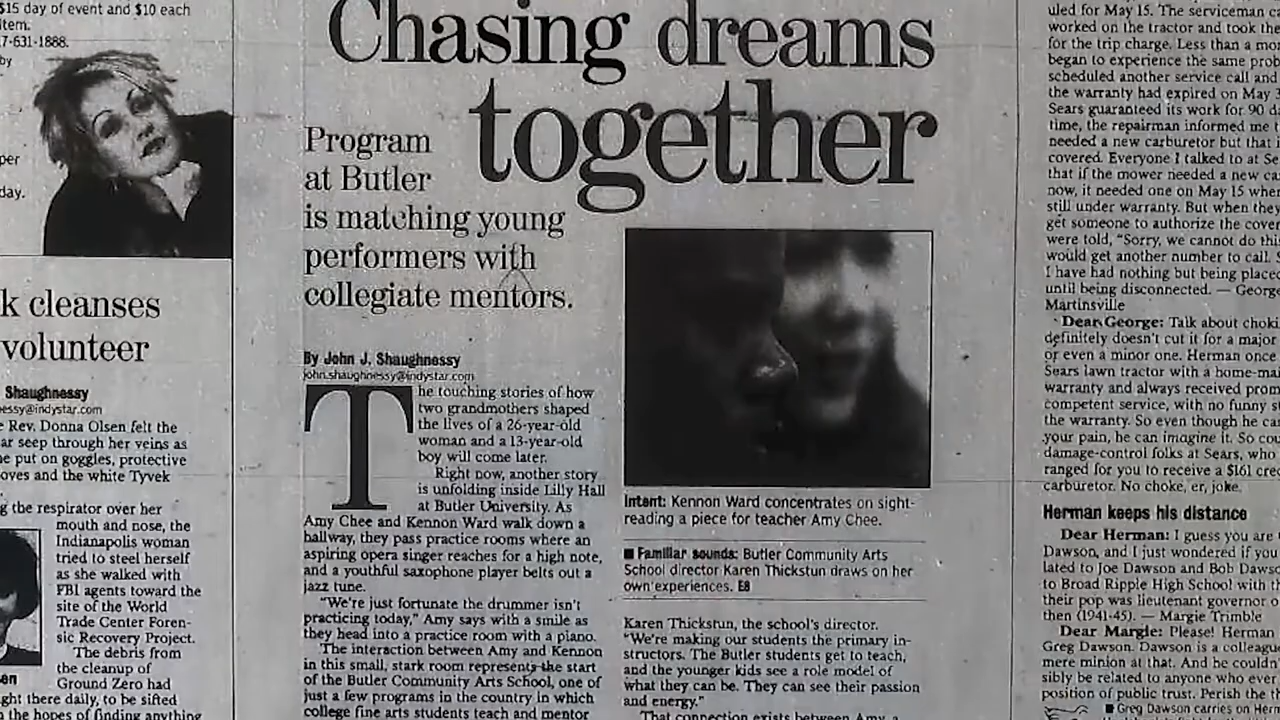 $15 day of event and $10 each
item.
7-631-1888.
by
per
day.
k cleanses
volunteer
Shaughnessy
essy@indystar.com
e Rev. Donna Olsen felt the
ar seep through her veins as
he put on goggles, protective
oves and the white Tyvek
g the respirator over her
mouth and nose, the
Indianapolis woman
tried to steel herself
as she walked with
FBI agents toward the
site of the World
Trade Center Foren-
sic Recovery Project.
The debris from
the cleanup of
Ground Zero had
ght there daily, to be sifted
the hopes of finding anything
en
Chasing dreams
together
Program
at Butler
is matching young
performers with
collegiate mentors.
By John J. Shaughnessy
john.shaughnessy@indystar.com
The touching stories of how
two grandmothers shaped
the lives of a 26-year-old
woman and a 13-year-old
boy will come later.
Right now, another story
is unfolding inside Lilly Hall
at Butler University. As
Amy Chee and Kennon Ward walk down a
hallway, they pass practice rooms where an
aspiring opera singer reaches for a high note,
and a youthful saxophone player belts out a
jazz tune.
"We're just fortunate the drummer isn't
practicing today," Amy says with a smile as
they head into a practice room with a piano.
The interaction between Amy and Kennon
in this small, stark room represents the start
of the Butler Community Arts School, one of
just a few programs in the country in which
college fine arts students teach and mentor
Intent: Kennon Ward concentrates on sight-
reading a piece for teacher Amy Chee.
■ Familiar sounds: Butler Community Arts
School director Karen Thickstun draws on her
own experiences. E8
Karen Thickstun, the school's director.
"We're making our students the primary in-
structors. The Butler students get to teach,
and the younger kids see a role model of
what they can be. They can see their passion
and energy."
That connection exists between Amy, a
uled for May 15. The serviceman ca
worked on the tractor and took the
for the trip charge. Less than a mo
began to experience the same prob
scheduled another service call and
the warranty had expired on May 3
Sears guaranteed its work for 90 d
time, the repairman informed me
needed a new carburetor but that i
covered. Everyone I talked to at Se
that if the mower needed a new ca
now, it needed one on May 15 when
still under warranty. But when they
get someone to authorize the cover
were told, "Sorry, we cannot do thi
would get another number to call. S
I have had nothing but being place
until being disconnected. — George
Martinsville
Dear George: Talk about choki
definitely doesn't cut it for a major
or even a minor one. Herman once
Sears lawn tractor with a home-mai
warranty and always received prom
competent service, with no funny s
the warranty. So even though he ca
your pain, he can imagine it. So co
damage-control folks at Sears, who
ranged for you to receive a $161 cre
carburetor. No choke, er, joke.
Herman keeps his distance
Dear Herman: I guess you are
Dawson, and I just wondered if you
lated to Joe Dawson and Bob Dawso
to Broad Ripple High School with th
their pop was lieutenant governor o
then (1941-45). — Margie Trimble
Dear Margie: Please! Herman
Greg Dawson. Dawson is a colleagu
mere minion at that. And he couldn'
sibly be related to anyone who ever
position of public trust. Perish the th
■ Greg Dawson carries on Herm